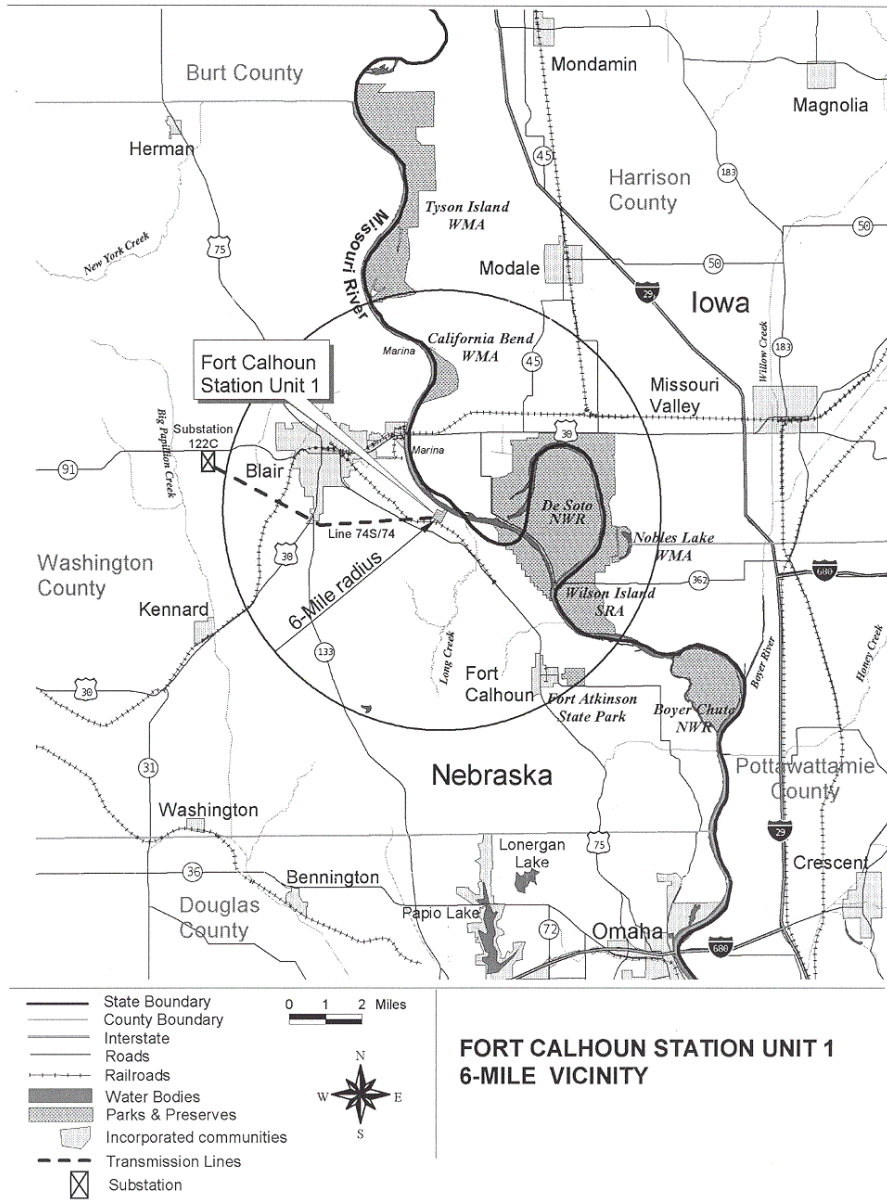 Burt County
Mondamin
Magnolia
Herman
45
183
Harrison
County
Tyson Island
WMA
Missouri River
New York Creek
75
50
50
Modale
29
Iowa
California Bend
WMA
Marina
Willow Creek
183
Fort Calhoun
Station Unit 1
45
Missouri
Valley
Big Papillion Creek
Substation
122C
30
Marina
91
Blair
De Soto
NWR
Line 74S/74
Nobles Lake
WMA
Washington
County
30
6-Mile radius
362
680
Wilson Island
SRA
Kennard
133
Long Creek
Boyer River
Honey Creek
Fort
Calhoun
30
Fort Atkinson
State Park
Boyer Chute
NWR
31
Nebraska
Pottawattamie
County
Washington
75
29
Lonergan
Lake
Crescent
36
Bennington
Douglas
County
Papio Lake
72
Omaha
680
State Boundary
County Boundary
Interstate
Roads
Railroads
Water Bodies
Parks & Preserves
Incorporated communities
Transmission Lines
Substation
0 1 2 Miles
N
W E
S
FORT CALHOUN STATION UNIT 1
6-MILE VICINITY